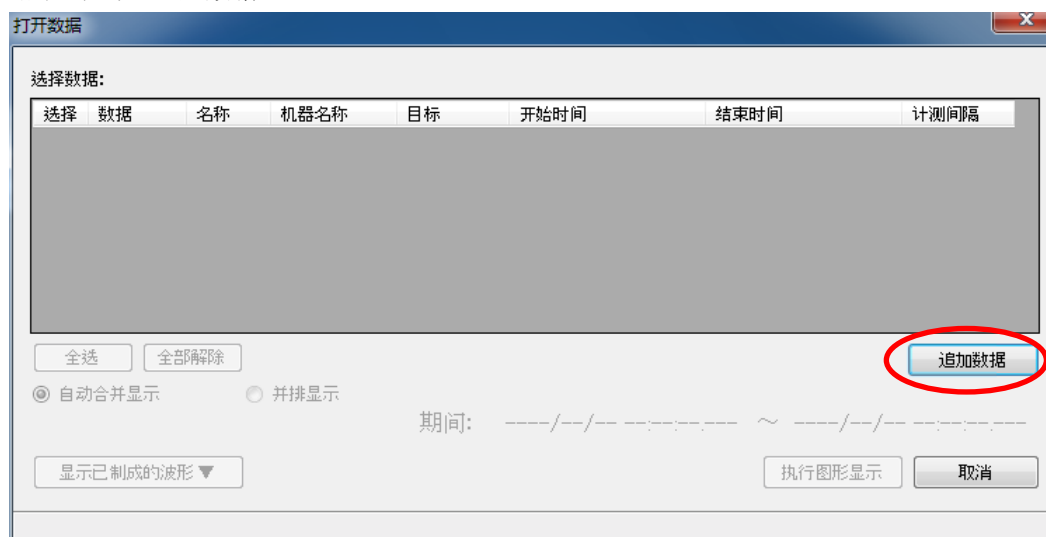 打开数据
x
选择数据:
选择 数据 名称 机器名称 目标 开始时间 结束时间 计测间隔
全选 全部解除 追加数据
自动合并显示 并排显示
期间: ----/--/-- --:--:--.--- ～ ----/--/-- --:--:--.---
显示已制成的波形▼ 执行图形显示 取消